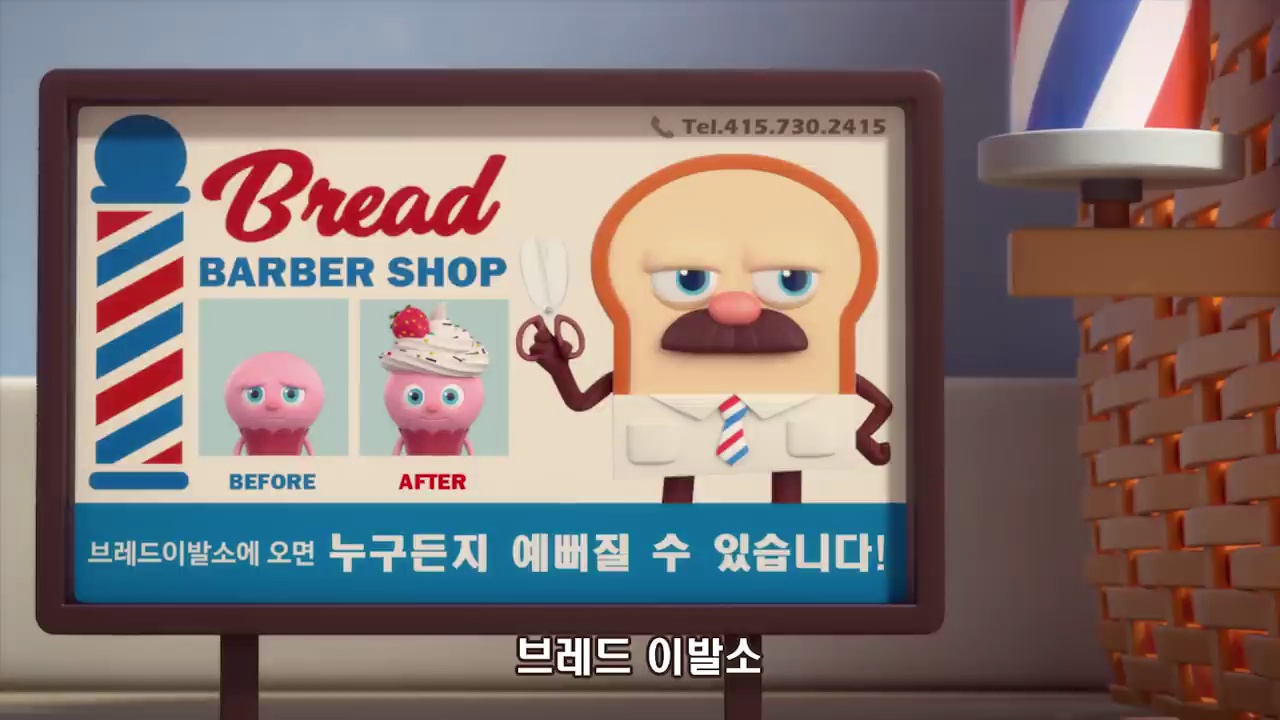 Tel.415.730.2415
Bread
BARBER SHOP
BEFORE
AFTER
브레드이발소에 오면 누구든지 예뻐질 수 있습니다!
브레드 이발소